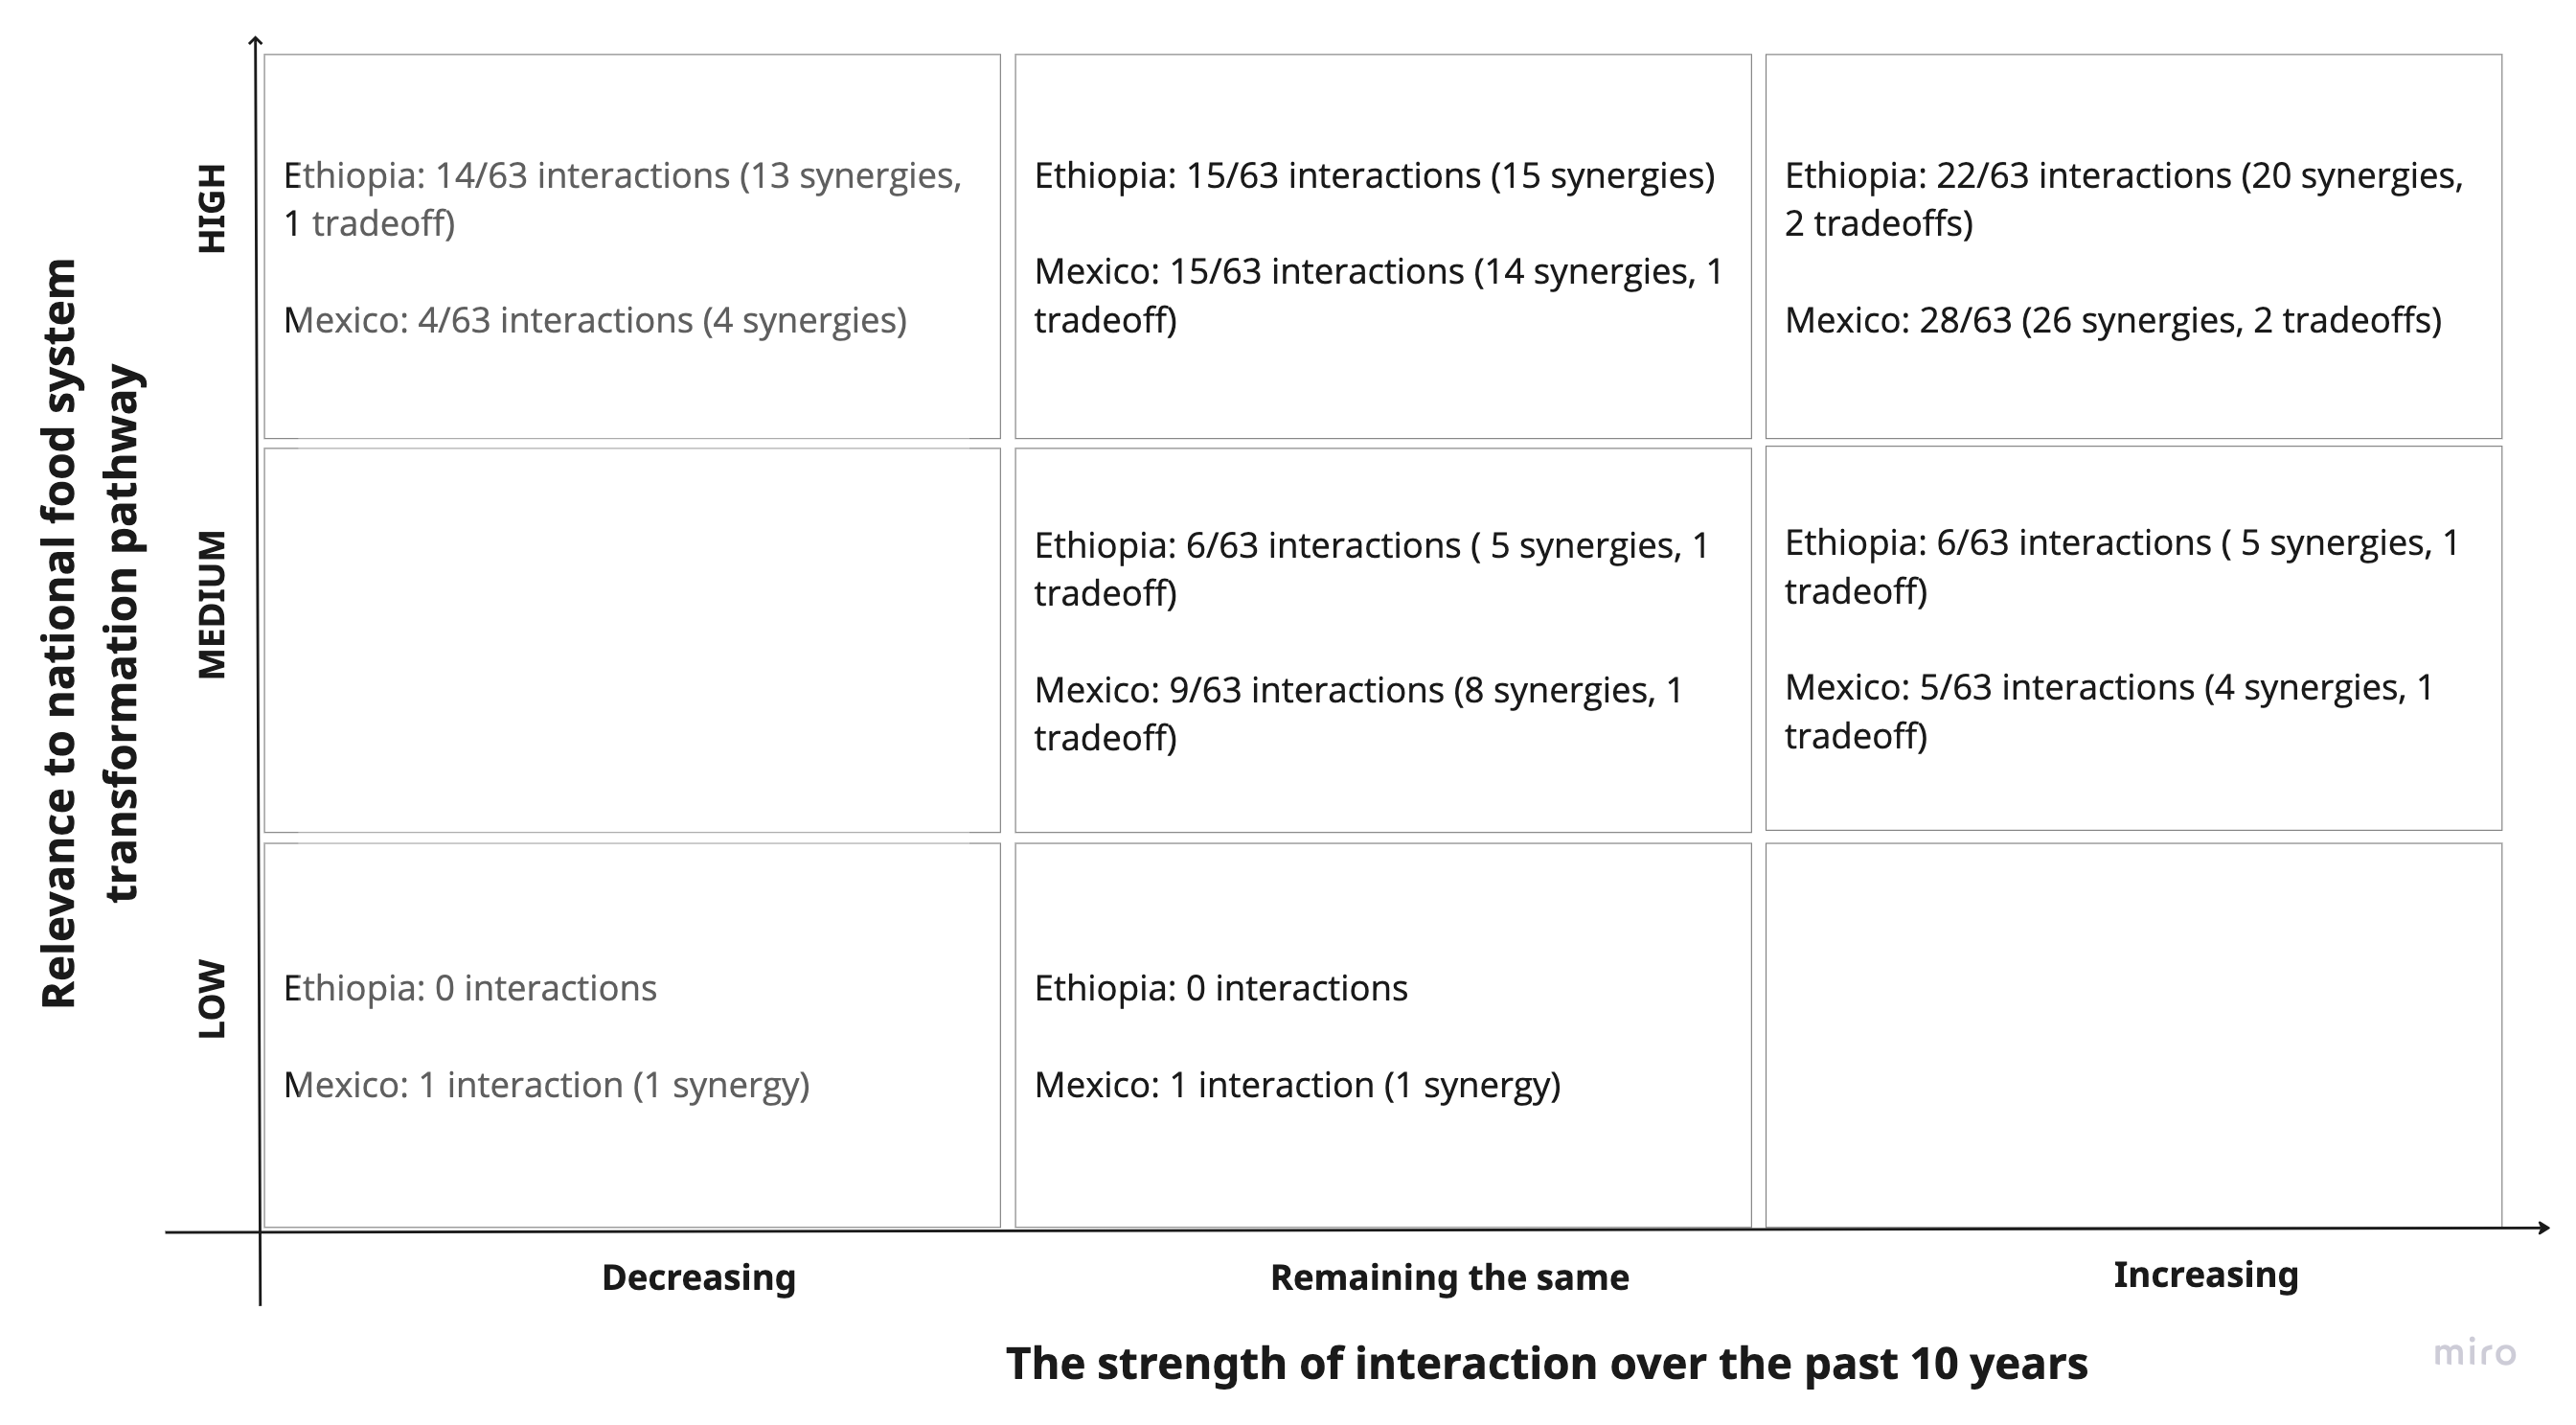 Relevance to national food system
transformation pathway
HIGH
Ethiopia: 14/63 interactions (13 synergies,
1 tradeoff)
Mexico: 4/63 interactions (4 synergies)
Ethiopia: 15/63 interactions (15 synergies)
Mexico: 15/63 interactions (14 synergies, 1
tradeoff)
Ethiopia: 22/63 interactions (20 synergies,
2 tradeoffs)
Mexico: 28/63 (26 synergies, 2 tradeoffs)
MEDIUM
Ethiopia: 6/63 interactions ( 5 synergies, 1
tradeoff)
Mexico: 9/63 interactions (8 synergies, 1
tradeoff)
Ethiopia: 6/63 interactions ( 5 synergies, 1
tradeoff)
Mexico: 5/63 interactions (4 synergies, 1
tradeoff)
LOW
Ethiopia: 0 interactions
Mexico: 1 interaction (1 synergy)
Ethiopia: 0 interactions
Mexico: 1 interaction (1 synergy)
Decreasing
Remaining the same
Increasing
The strength of interaction over the past 10 years
miro